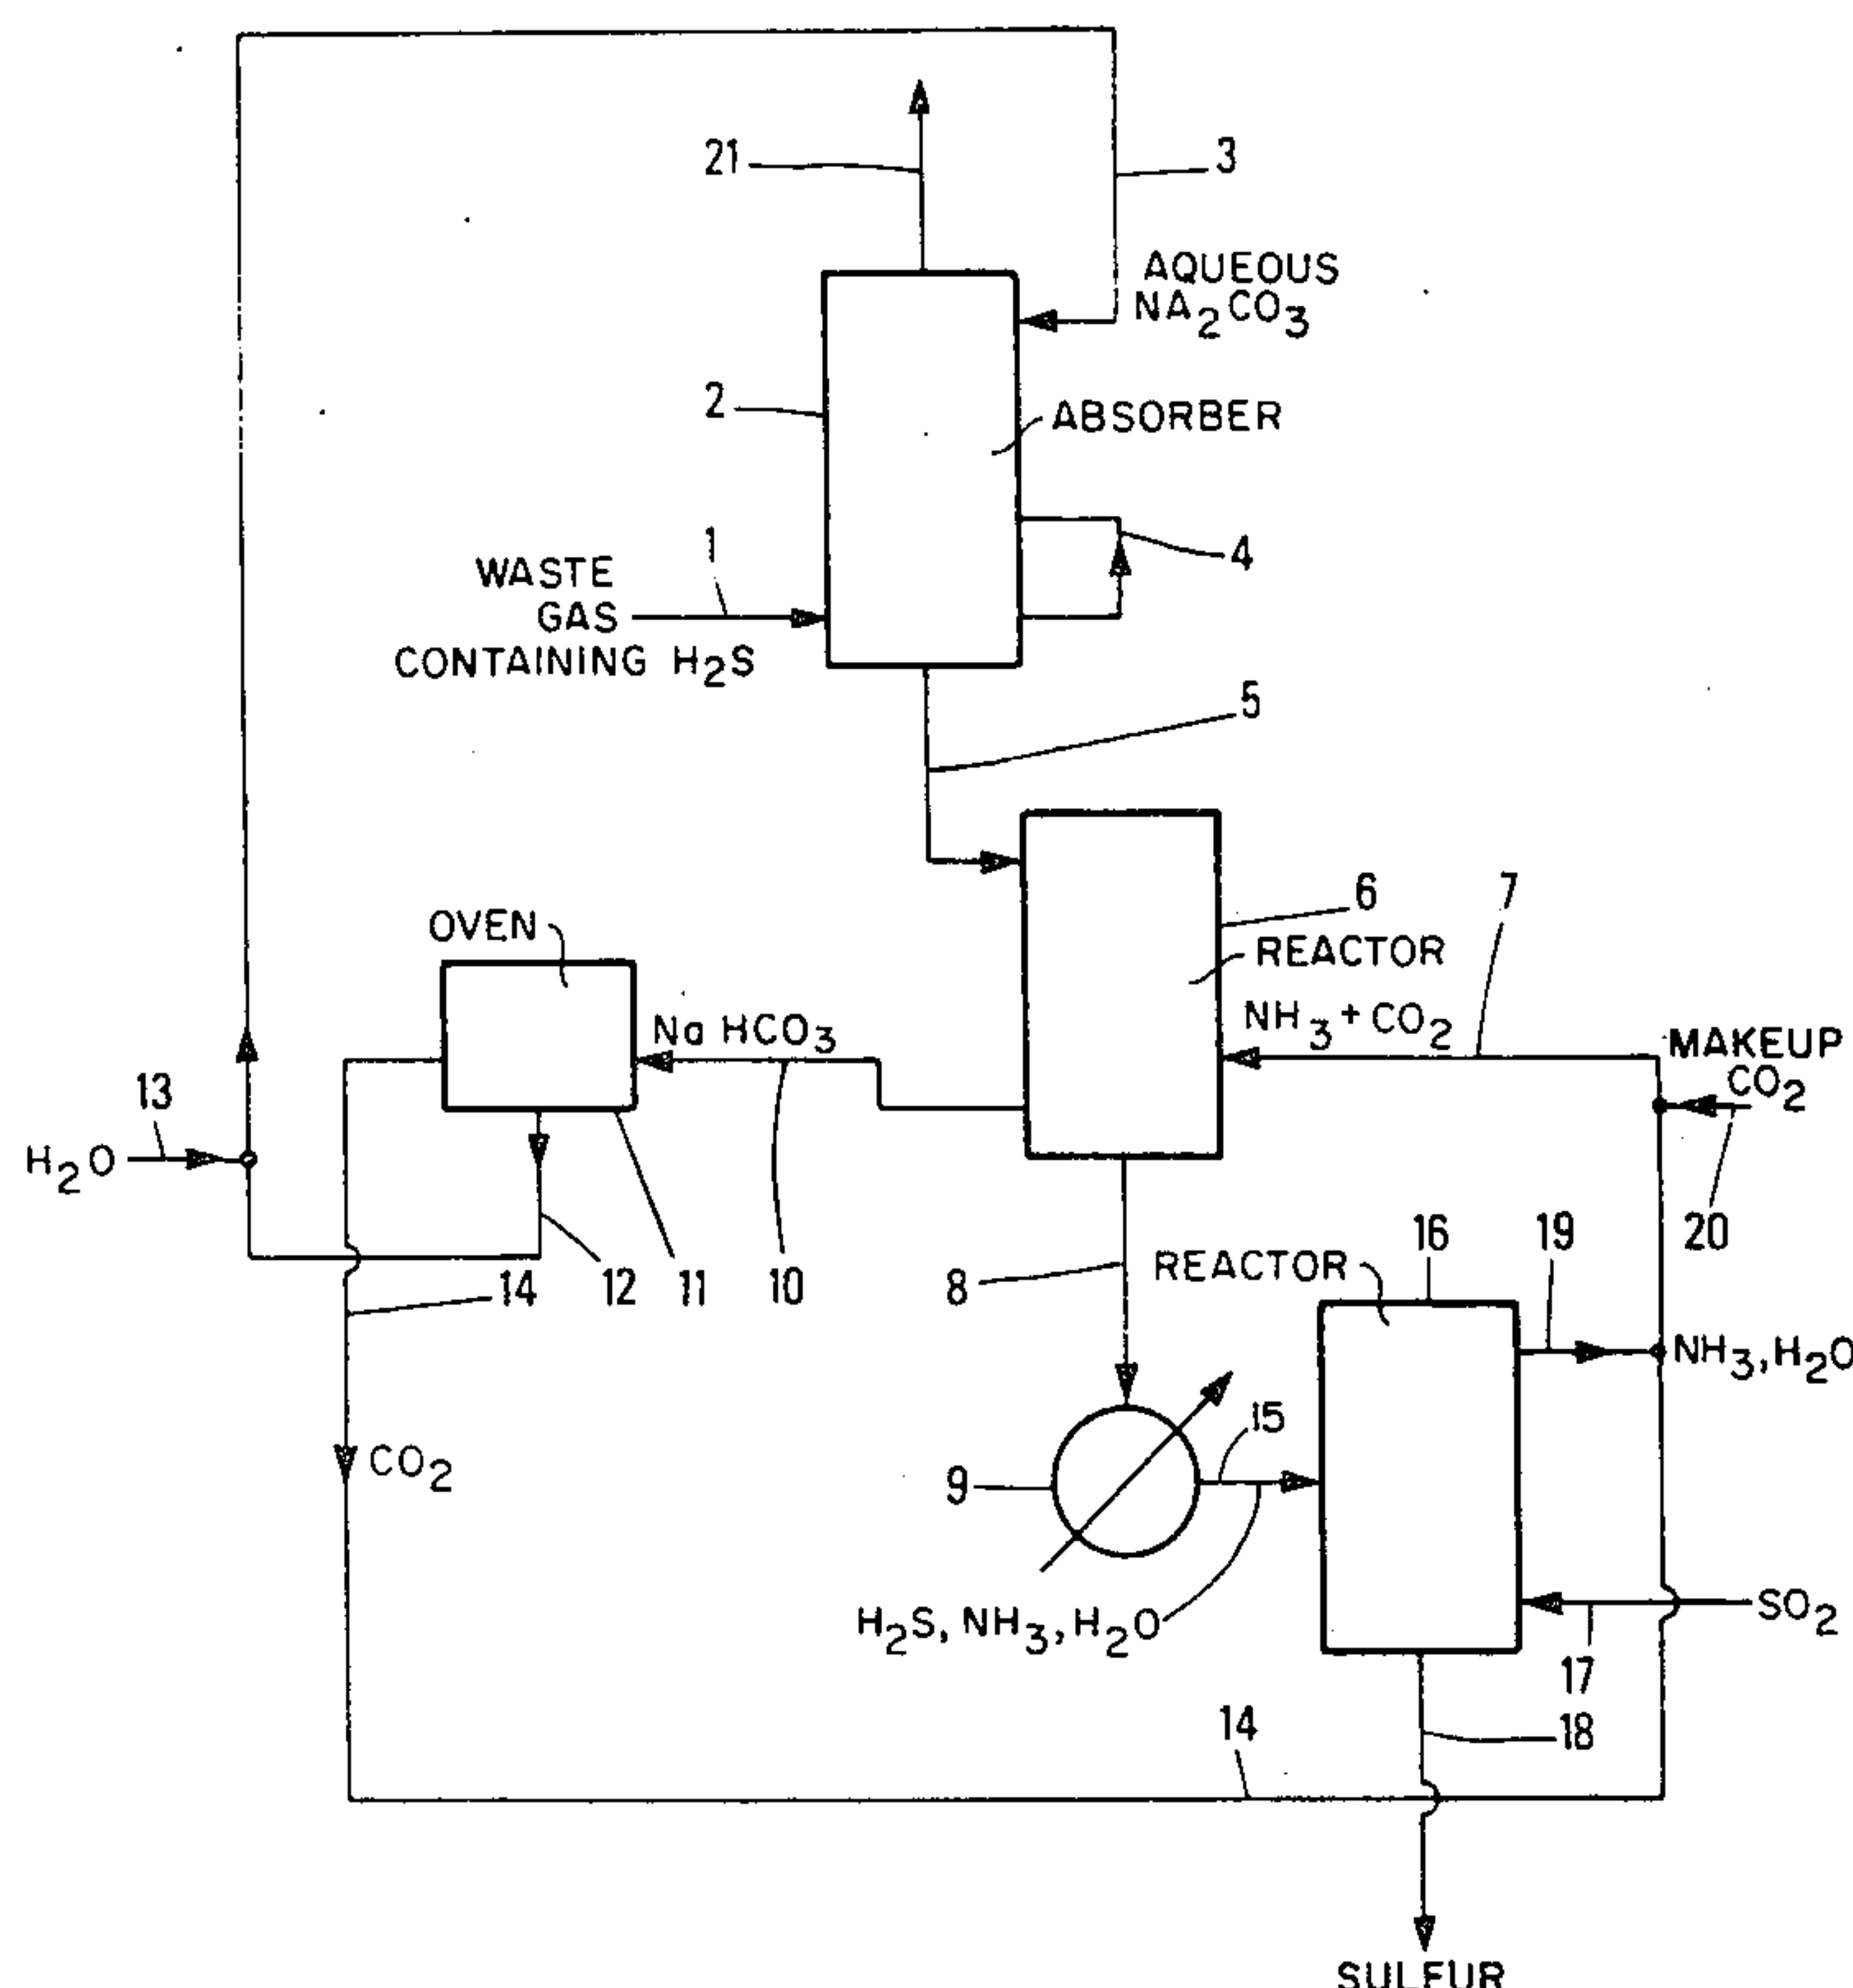 21
3
AQUEOUS
NA2CO3
2
ABSORBER
1
4
WASTE
GAS
CONTAINING H2S
5
6
7
OVEN
REACTOR
Na HCO3
NH3 + CO2
MAKEUP
CO2
13
H2O
14
12
11
10
8
REACTOR
16
19
20
NH3, H2O
15
CO2
9
H2S, NH3, H2O
SO2
17
14
18
SULFUR